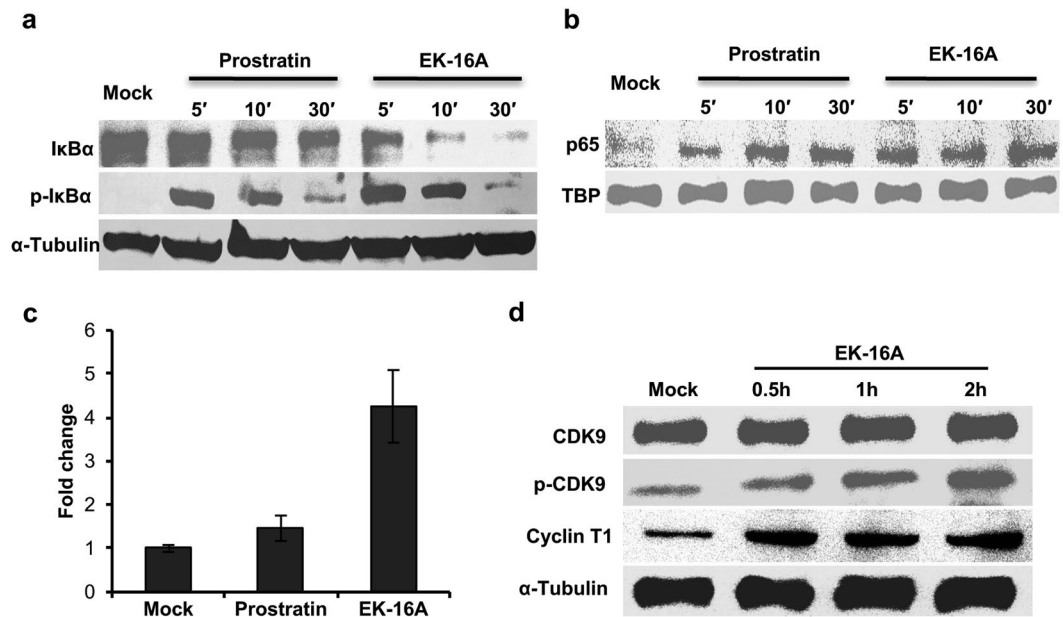 a
Prostratin EK-16A
Mock
5′ 10′ 30′ 5′ 10′ 30′
IκBα
p-IκBα
α-Tubulin
b
Prostratin EK-16A
Mock
5′ 10′ 30′ 5′ 10′ 30′
p65
TBP
c
Fold change
6
5
4
3
2
1
0
Mock Prostratin EK-16A
d
EK-16A
Mock 0.5h 1h 2h
CDK9
p-CDK9
Cyclin T1
α-Tubulin